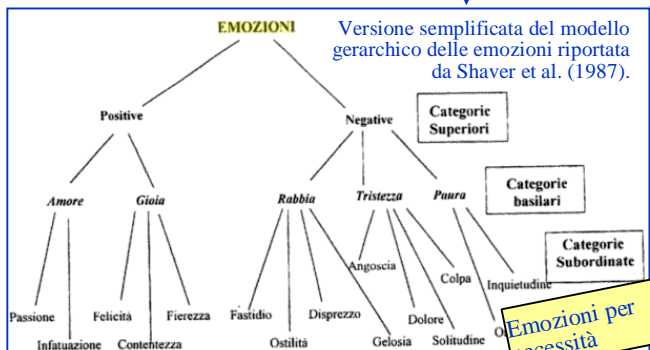 EMOZIONI
Versione semplificata del modello
gerarchico delle emozioni riportata
da Shaver et al. (1987).
Positive
Negative
Categorie
Superiori
Amore
Gioia
Rabbia
Tristezza
Paura
Categorie
basilari
Categorie
Subordinate
Angoscia
Colpa
Inquietudine
Passione
Felicità
Fierezza
Fastidio
Disprezzo
Dolore
Infatuazione
Contentezza
Ostilità
Gelosia
Solitudine
Emozioni per